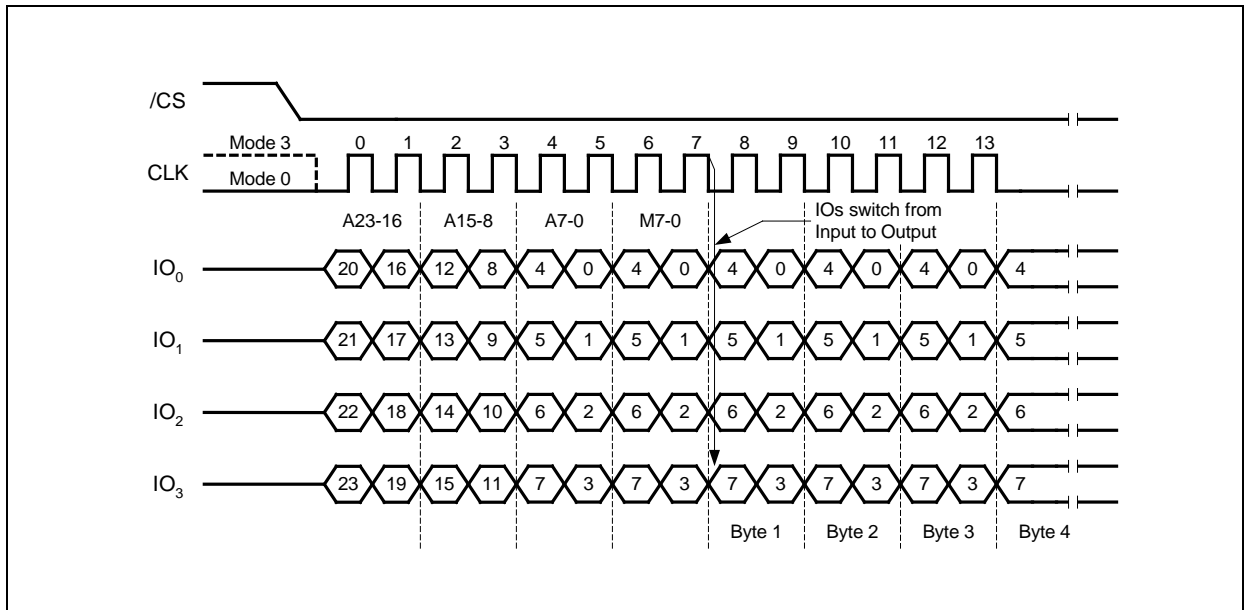 /CS
Mode 3 0 1 2 3 4 5 6 7 8 9 10 11 12 13
CLK
Mode 0
A23-16 A15-8 A7-0 M7-0 IOs switch from
Input to Output
IO0 20 16 12 8 4 0 4 0 4 0 4 0 4 0 4
IO1 21 17 13 9 5 1 5 1 5 1 5 1 5 1 5
IO2 22 18 14 10 6 2 6 2 6 2 6 2 6 2 6
IO3 23 19 15 11 7 3 7 3 7 3 7 3 7 3 7
Byte 1 Byte 2 Byte 3 Byte 4